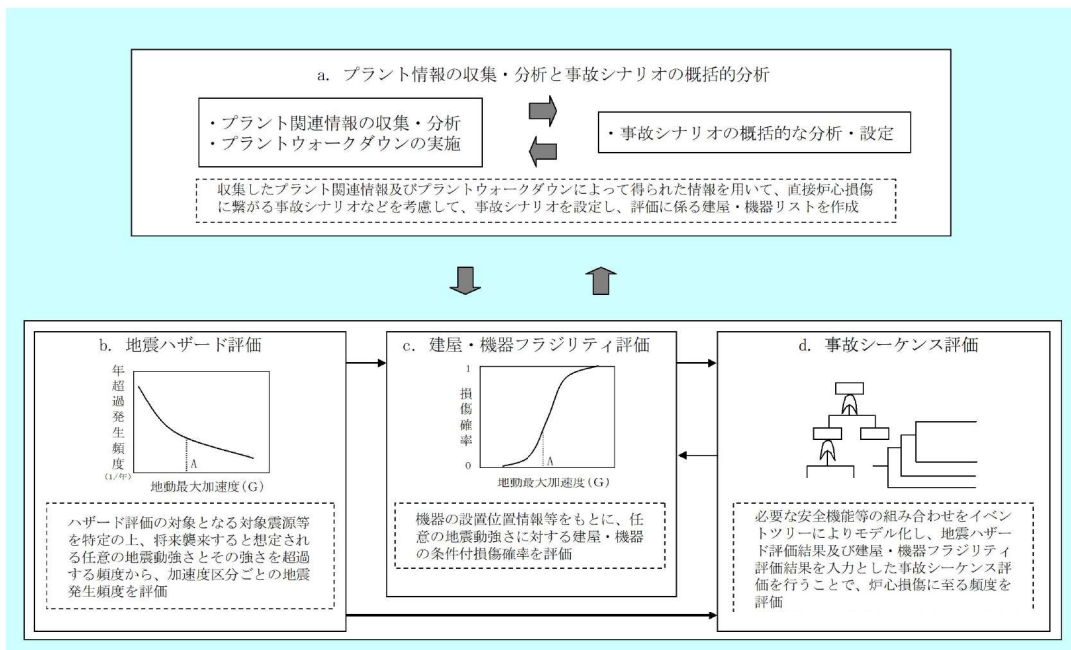 a. プラント情報の収集・分析と事故シナリオの概括的分析
・プラント関連情報の収集・分析
・プラントウォークダウンの実施
・事故シナリオの概括的な分析・設定
収集したプラント関連情報及びプラントウォークダウンによって得られた情報を用いて、直接炉心損傷
に繋がる事故シナリオなどを考慮して、事故シナリオを設定し、評価に係る建屋・機器リストを作成
b. 地震ハザード評価
年超過発生頻度
(1/年)
A
地動最大加速度(G)
ハザード評価の対象となる対象震源等
を特定の上、将来襲来すると想定され
る任意の地震動強さとその強さを超過
する頻度から、加速度区分ごとの地震
発生頻度を評価
c. 建屋・機器フラジリティ評価
1
損傷確率
0
A
地動最大加速度(G)
機器の設置位置情報等をもとに、任
意の地震動強さに対する建屋・機器
の条件付損傷確率を評価
d. 事故シーケンス評価
必要な安全機能等の組み合わせをイベン
トツリーによりモデル化し、地震ハザー
ド評価結果及び建屋・機器フラジリティ
評価結果を入力とした事故シーケンス評
価を行うことで、炉心損傷に至る頻度を
評価